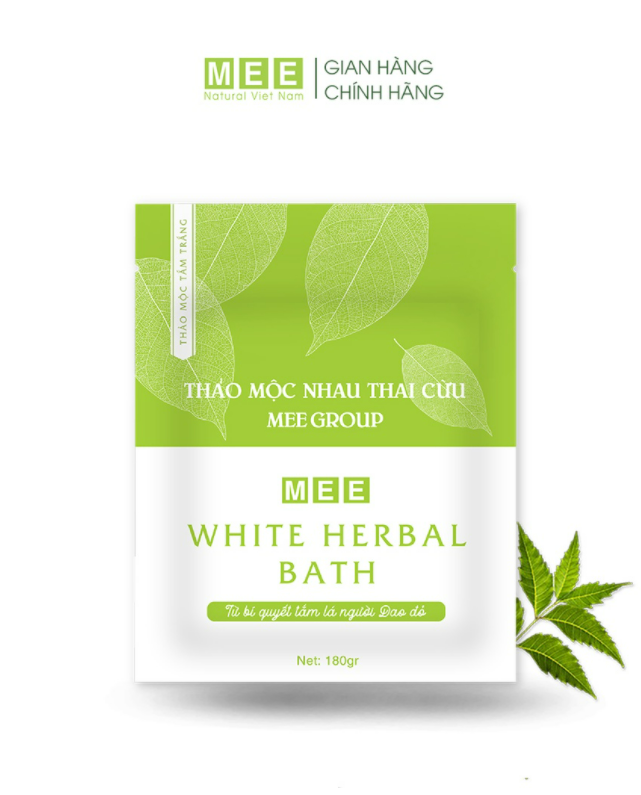 MEE
Natural Viet Nam
GIAN HÀNG
CHÍNH HÃNG
THẢO MỘC TẮM TRẮNG
THẢO MỘC NHAU THAI CỪU
MEE GROUP
MEE
WHITE HERBAL
BATH
Từ bí quyết tắm lá người Dao đỏ
Net: 180gr